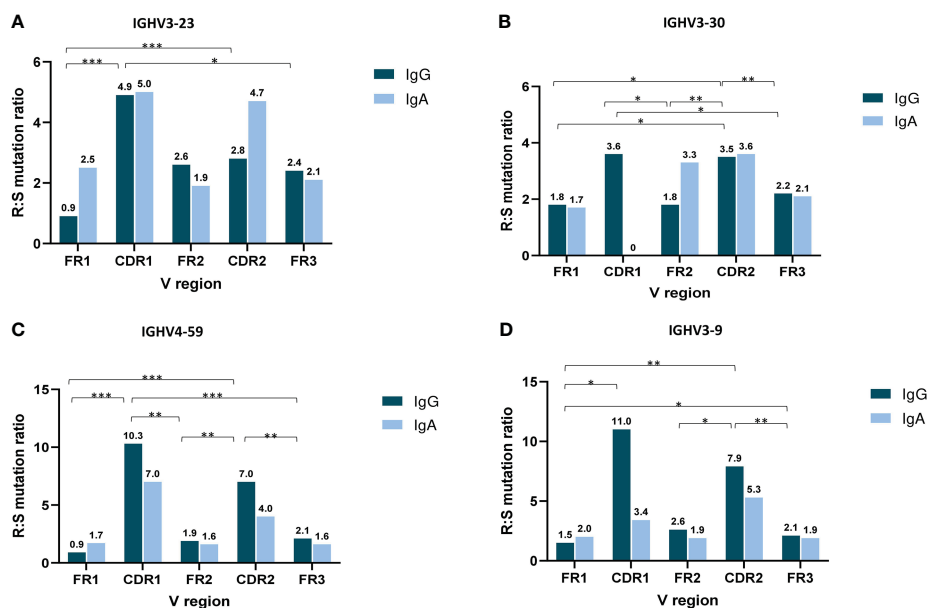 A
IGHV3-23
***
***
*
6
4
2
0
R:S mutation ratio
0.9
2.5
4.9
5.0
2.6
1.9
2.8
4.7
2.4
2.1
FR1 CDR1 FR2 CDR2 FR3
V region
IgG
IgA
B
IGHV3-30
*
**
*
**
*
*
6
4
2
0
R:S mutation ratio
1.8
1.7
3.6
0
1.8
3.3
3.5
3.6
2.2
2.1
FR1 CDR1 FR2 CDR2 FR3
V region
IgG
IgA
C
IGHV4-59
***
***
***
**
**
**
15
10
5
0
R:S mutation ratio
0.9
1.7
10.3
7.0
1.9
1.6
7.0
4.0
2.1
1.6
FR1 CDR1 FR2 CDR2 FR3
V region
IgG
IgA
D
IGHV3-9
**
*
*
*
**
15
10
5
0
R:S mutation ratio
1.5
2.0
11.0
3.4
2.6
1.9
7.9
5.3
2.1
1.9
FR1 CDR1 FR2 CDR2 FR3
V region
IgG
IgA